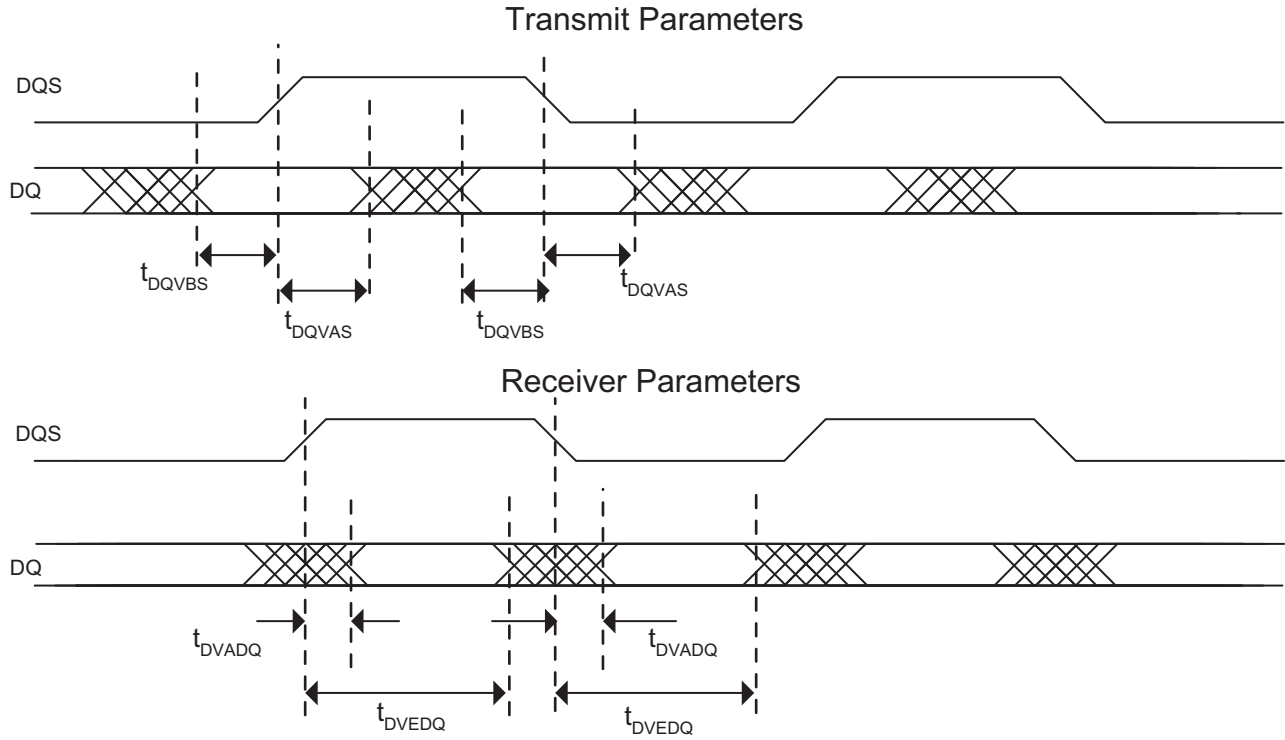 Transmit Parameters
DQS
DQ
tDQVBS
tDQVAS
tDQVAS
tDQVBS
Receiver Parameters
DQS
DQ
tDVADQ
tDVADQ
tDVEDQ
tDVEDQ